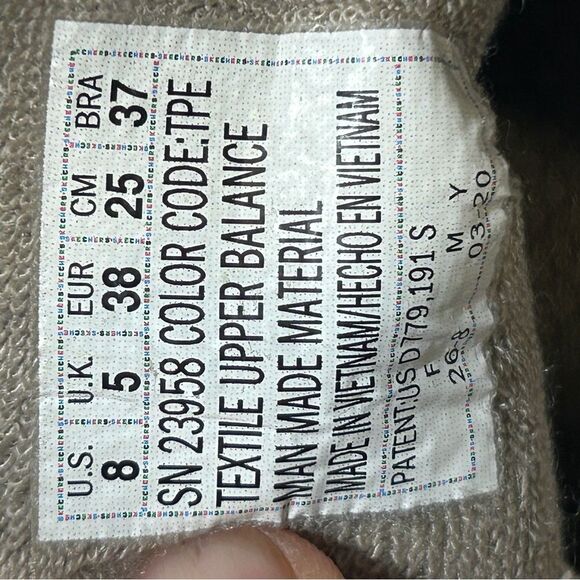 U.S. U.K. EUR CM BRA
8 5 38 25 37
SN 23958 COLOR CODE:TPE
TEXTILE UPPER BALANCE
MAN MADE MATERIAL
MADE IN VIETNAM/HECHO EN VIETNAM
PATENT:US D779,191 S
F M Y
26-8 03-20